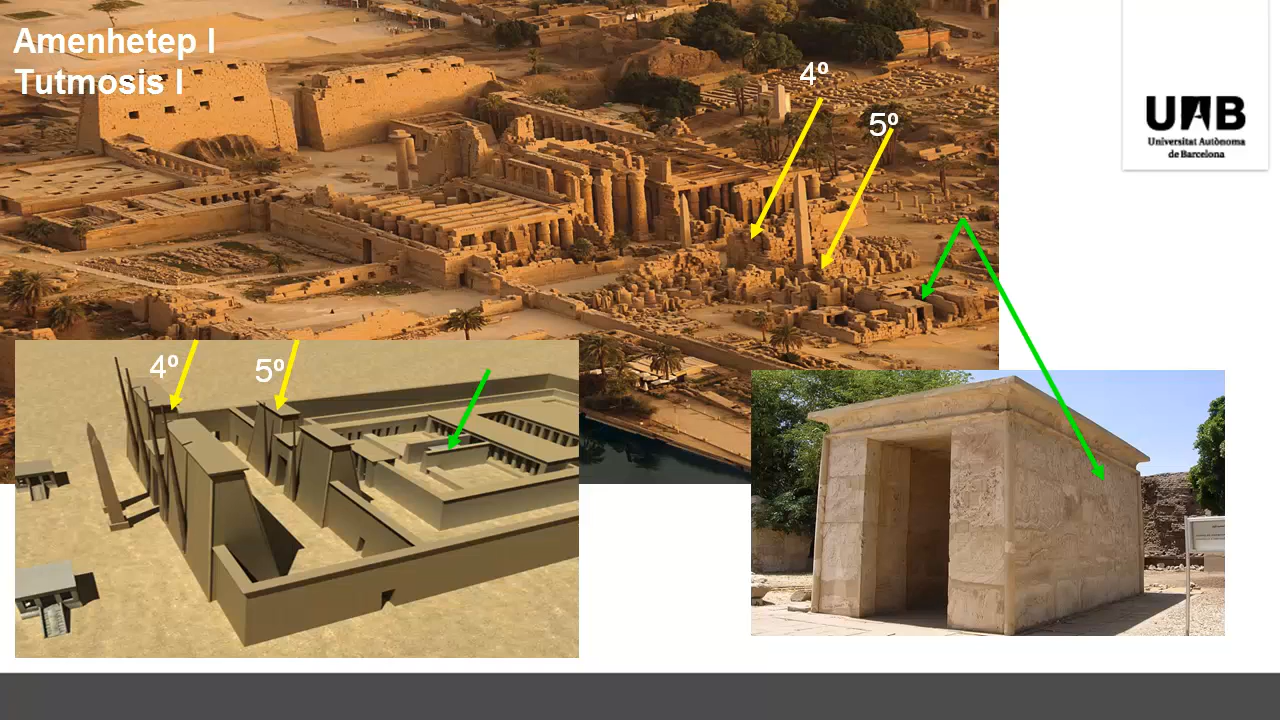 Amenhetep I
Tutmosis I
4º
5º
UAB
Universitat Autònoma
de Barcelona
4º
5º